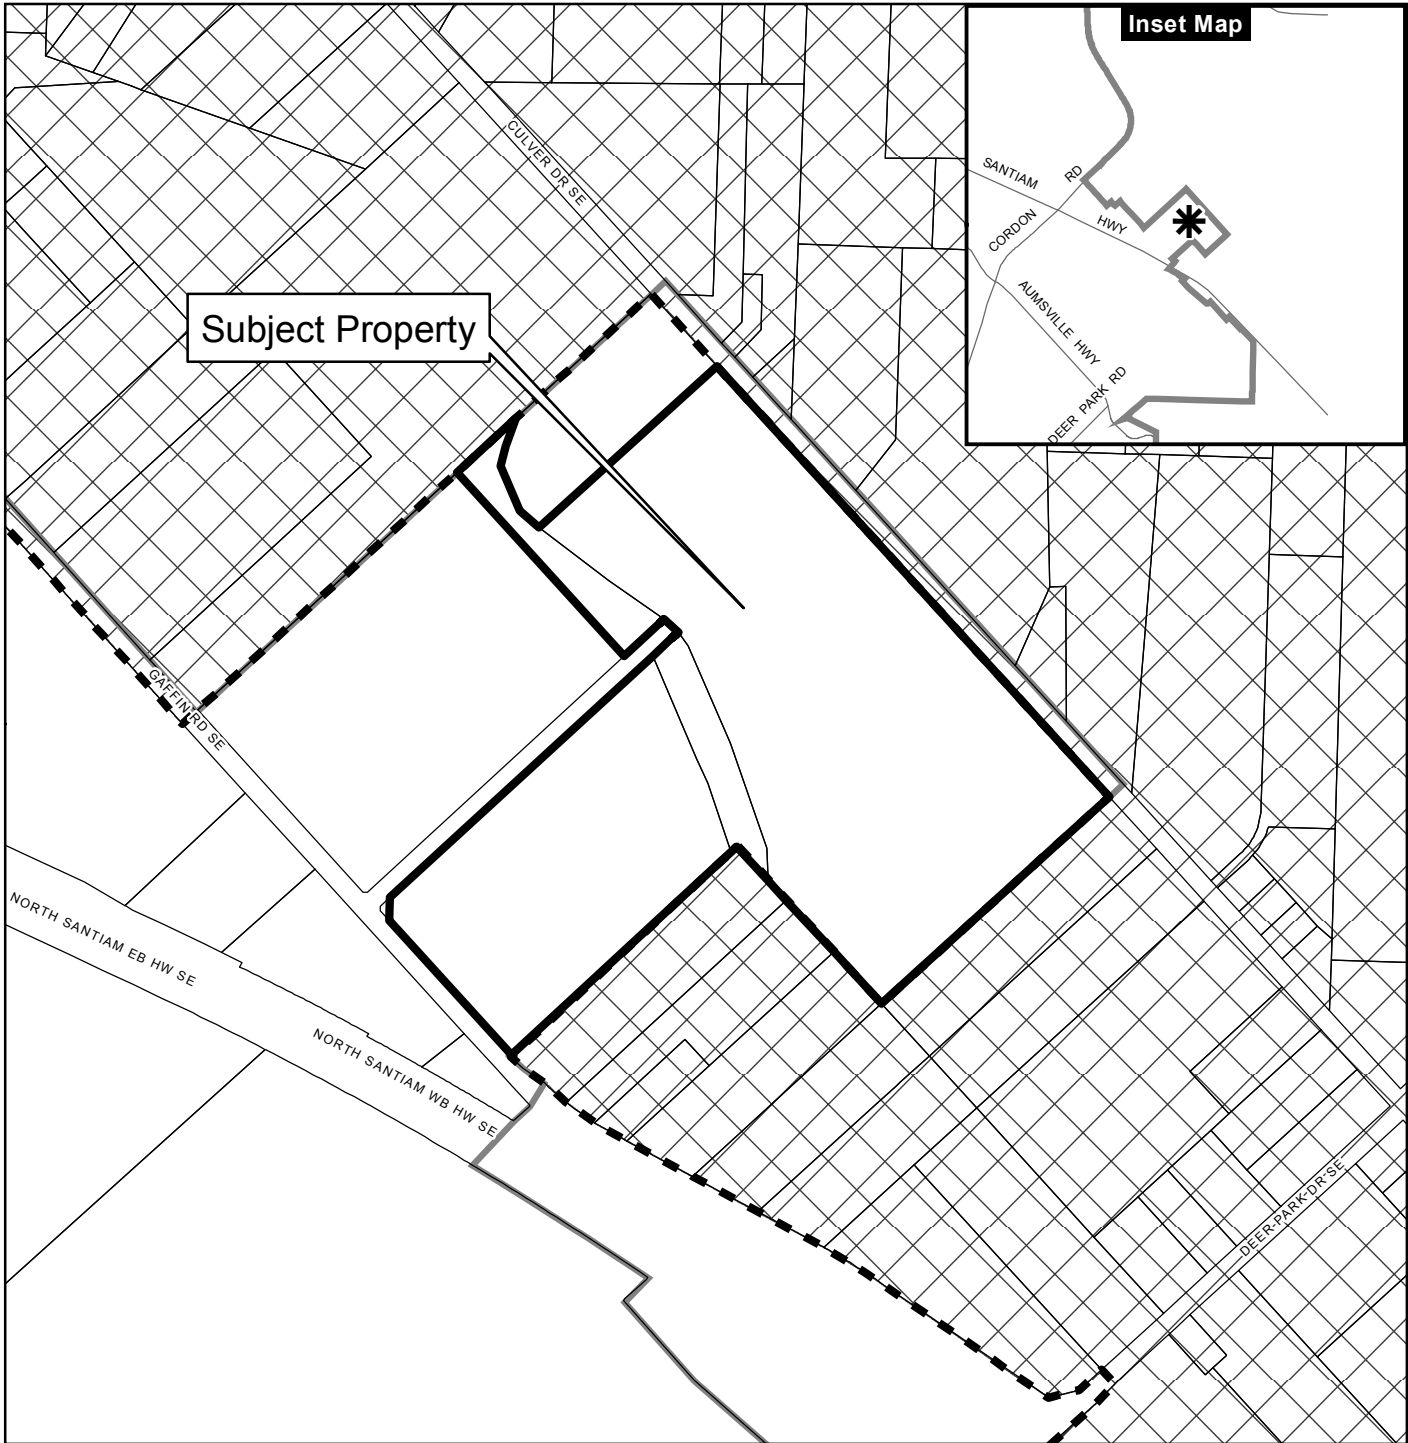 Inset Map
SANTIAM
HWY
CORDON
RD
AUMSVILLE HWY
DEER PARK RD
CULVER DR SE
Subject Property
GAFFIN RD SE
NORTH SANTIAM EB HW SE
NORTH SANTIAM WB HW SE
DEER-PARK-DR-SE